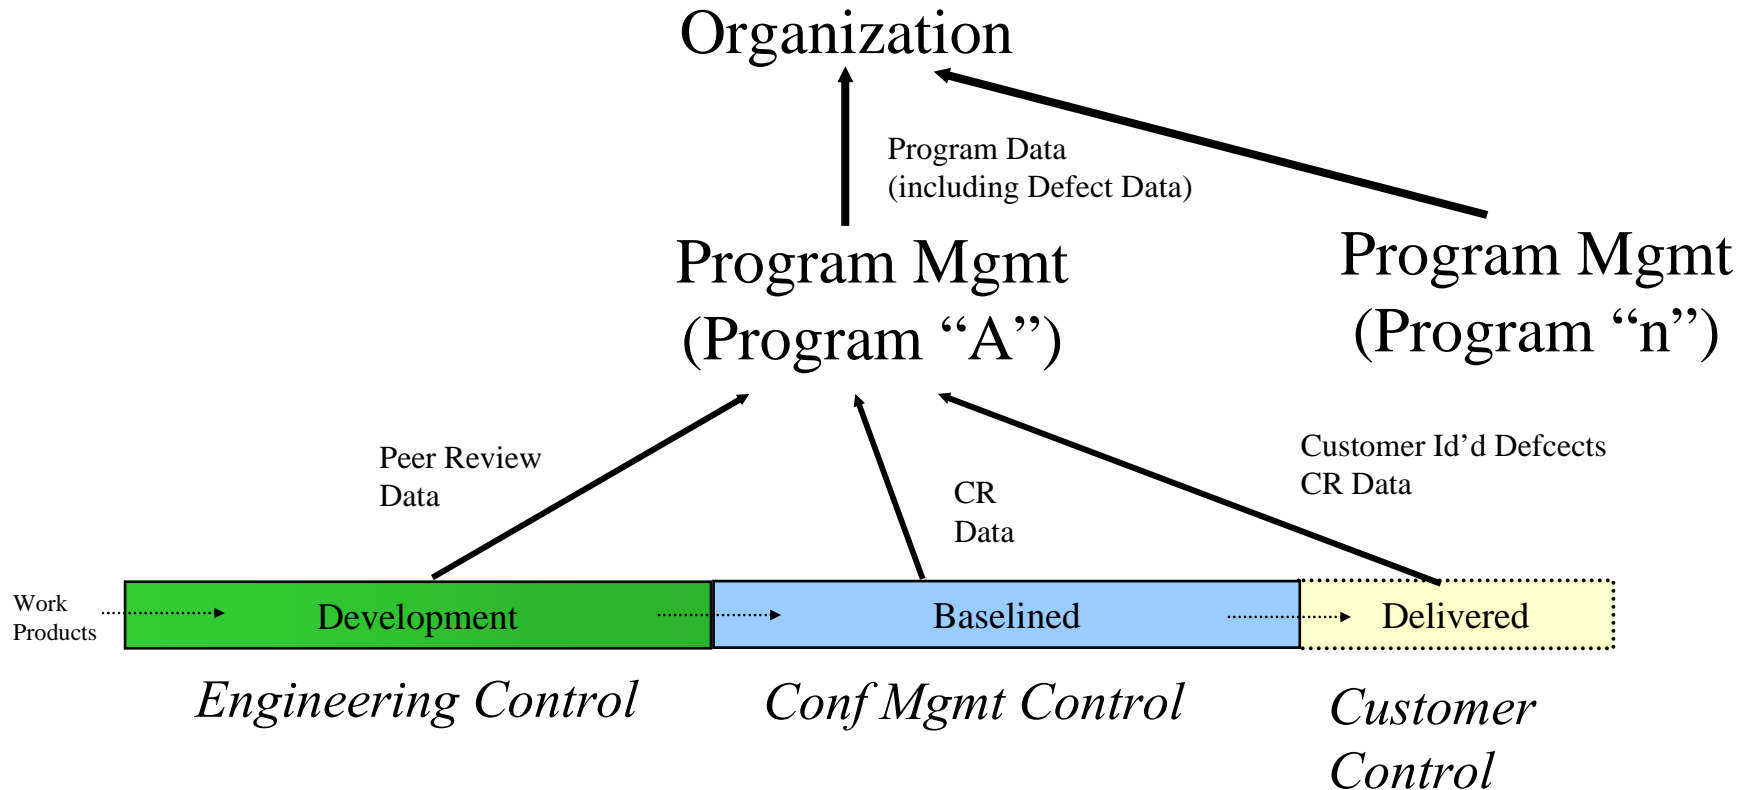 Organization
Program Data
(including Defect Data)
Program Mgmt
(Program “A”)
Program Mgmt
(Program “n”)
Peer Review
Data
CR
Data
Customer Id’d Defcects
CR Data
Work
Products
Development
Baselined
Delivered
Engineering Control
Conf Mgmt Control
Customer
Control